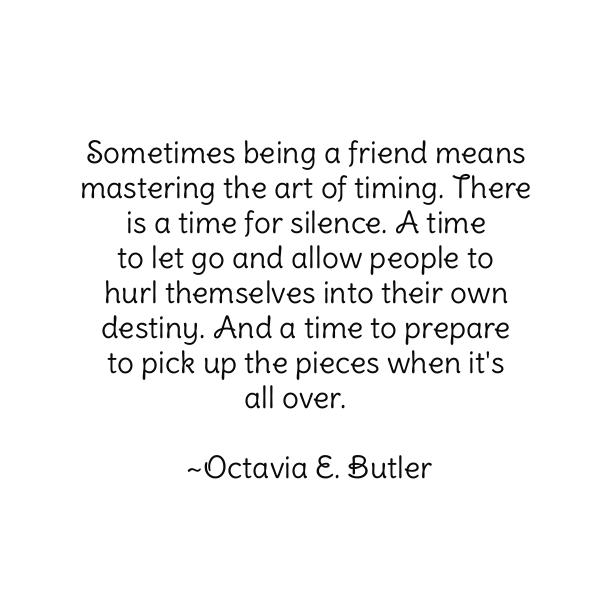 Sometimes being a friend means
mastering the art of timing. There
is a time for silence. A time
to let go and allow people to
hurl themselves into their own
destiny. And a time to prepare
to pick up the pieces when it's
all over.
~Octavia E. Butler